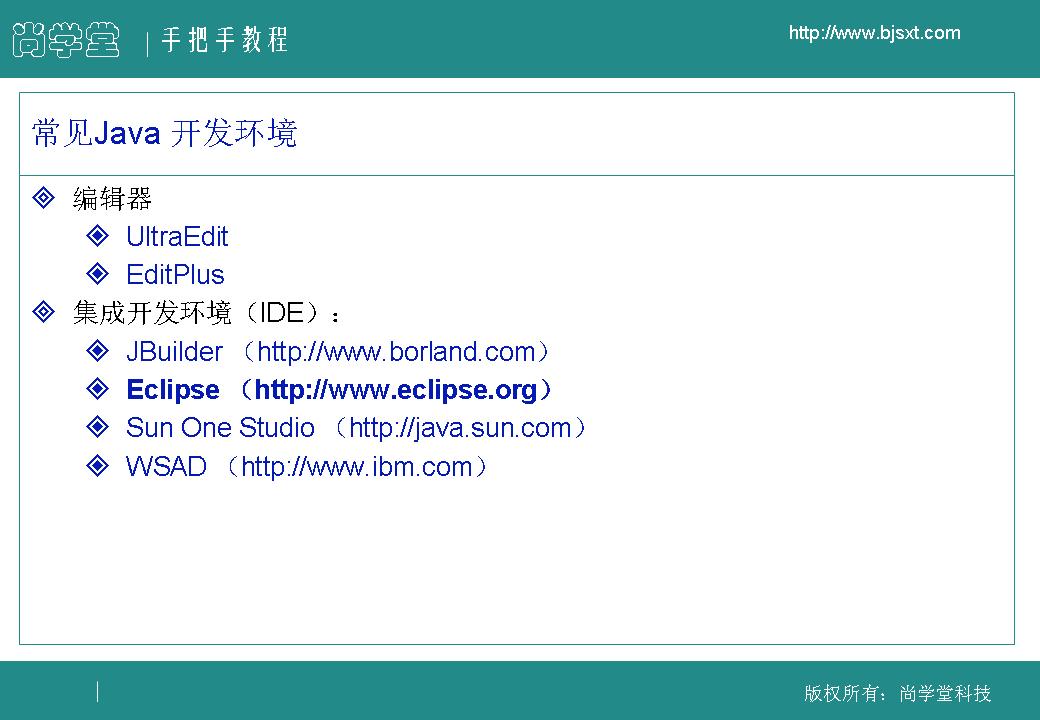 尚学堂 | 手把手教程
http://www.bjsxt.com
常见Java 开发环境
编辑器
UltraEdit
EditPlus
集成开发环境（IDE）：
JBuilder （http://www.borland.com）
Eclipse （http://www.eclipse.org）
Sun One Studio （http://java.sun.com）
WSAD （http://www.ibm.com）
版权所有：尚学堂科技